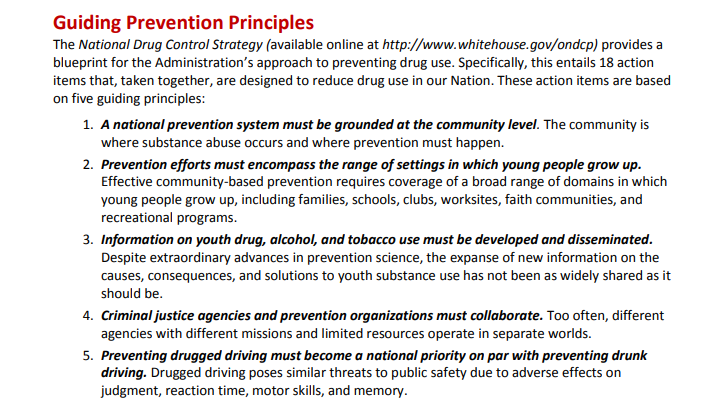 Guiding Prevention Principles
The National Drug Control Strategy (available online at http://www.whitehouse.gov/ondcp) provides a
blueprint for the Administration’s approach to preventing drug use. Specifically, this entails 18 action
items that, taken together, are designed to reduce drug use in our Nation. These action items are based
on five guiding principles:
1. A national prevention system must be grounded at the community level. The community is
where substance abuse occurs and where prevention must happen.
2. Prevention efforts must encompass the range of settings in which young people grow up.
Effective community-based prevention requires coverage of a broad range of domains in which
young people grow up, including families, schools, clubs, worksites, faith communities, and
recreational programs.
3. Information on youth drug, alcohol, and tobacco use must be developed and disseminated.
Despite extraordinary advances in prevention science, the expanse of new information on the
causes, consequences, and solutions to youth substance use has not been as widely shared as it
should be.
4. Criminal justice agencies and prevention organizations must collaborate. Too often, different
agencies with different missions and limited resources operate in separate worlds.
5. Preventing drugged driving must become a national priority on par with preventing drunk
driving. Drugged driving poses similar threats to public safety due to adverse effects on
judgment, reaction time, motor skills, and memory.